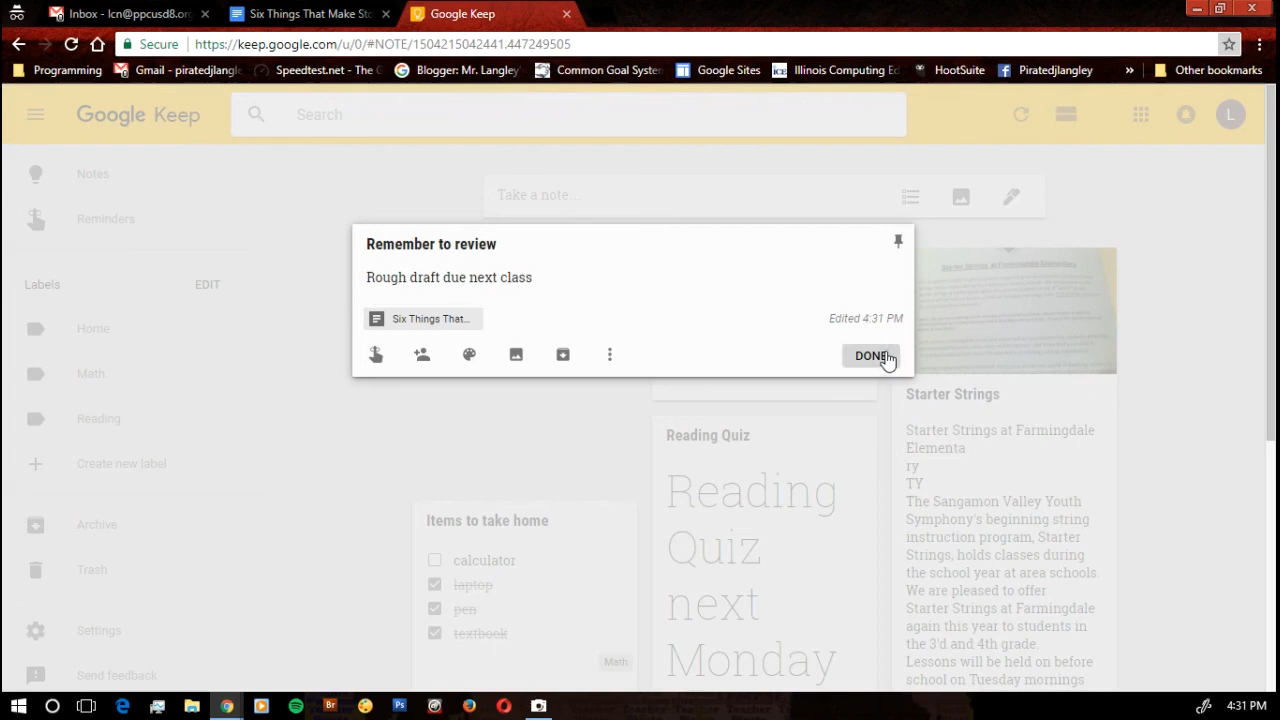 Inbox - lcn@ppcusd8.org
Six Things That Make Sto
Google Keep
Secure https://keep.google.com/u/0/#NOTE/1504215042441.447249505
Programming Gmail - piratedjlangle Speedtest.net - The G Blogger: Mr. Langley' Common Goal System Google Sites Illinois Computing Ed HootSuite Piratedjlangley » Other bookmarks
Google Keep Search L
Notes
Take a note...
Reminders
Remember to review
Rough draft due next class
Six Things That... Edited 4:31 PM
DONE
Labels EDIT
Home
Math
Reading
Create new label
Archive
Trash
Settings
Send feedback
Items to take home
calculator
laptop
pen
textbook
Math
Reading Quiz
Reading
Quiz
next
Monday
Starter Strings at Farmingdale Elementary
Starter Strings
Starter Strings at Farmingdale
Elementa
ry
TY
The Sangamon Valley Youth
Symphony's beginning string
instruction program, Starter
Strings, holds classes during
the school year at area schools.
We are pleased to offer
Starter Strings at Farmingdale
again this year to students in
the 3'd and 4th grade.
Lessons will be held on before
school on Tuesday mornings
4:31 PM